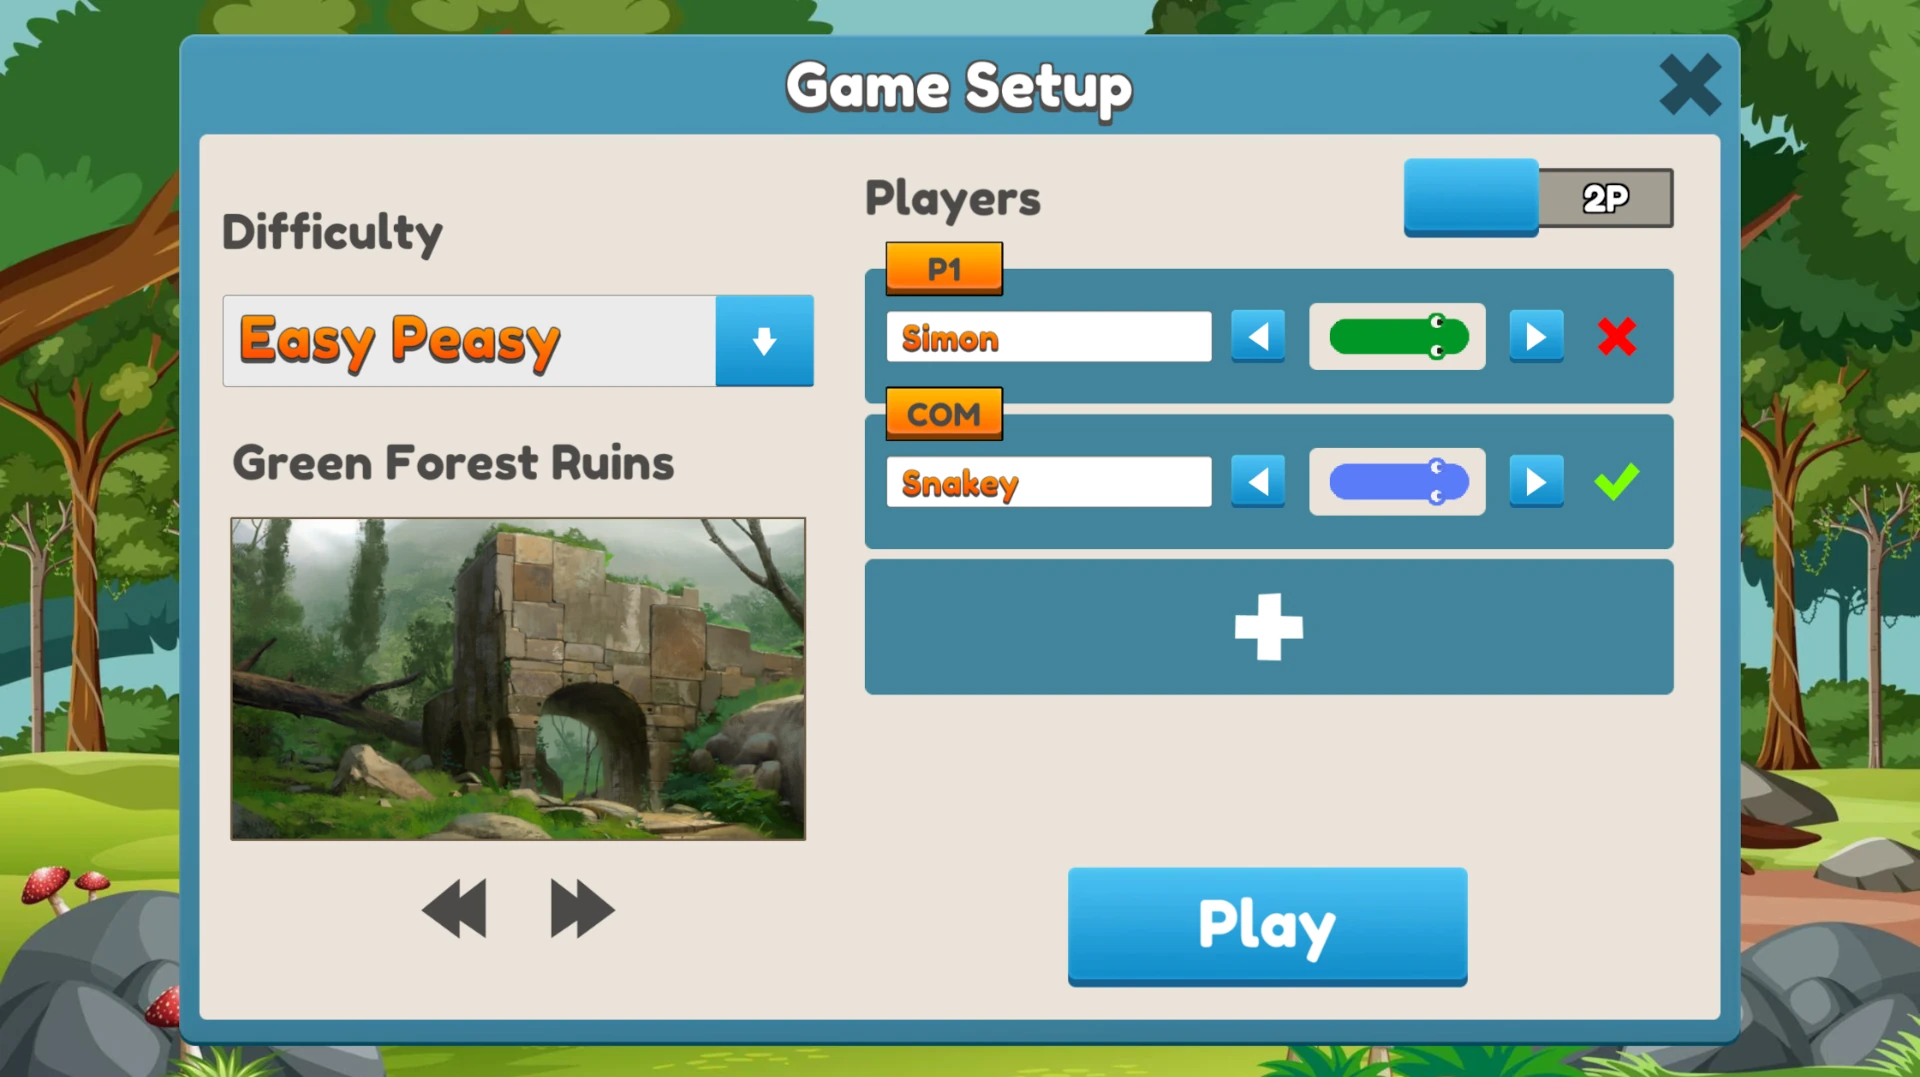 Game Setup
Difficulty
Easy Peasy
Green Forest Ruins
Players
2P
P1
Simon
COM
Snakey
Play